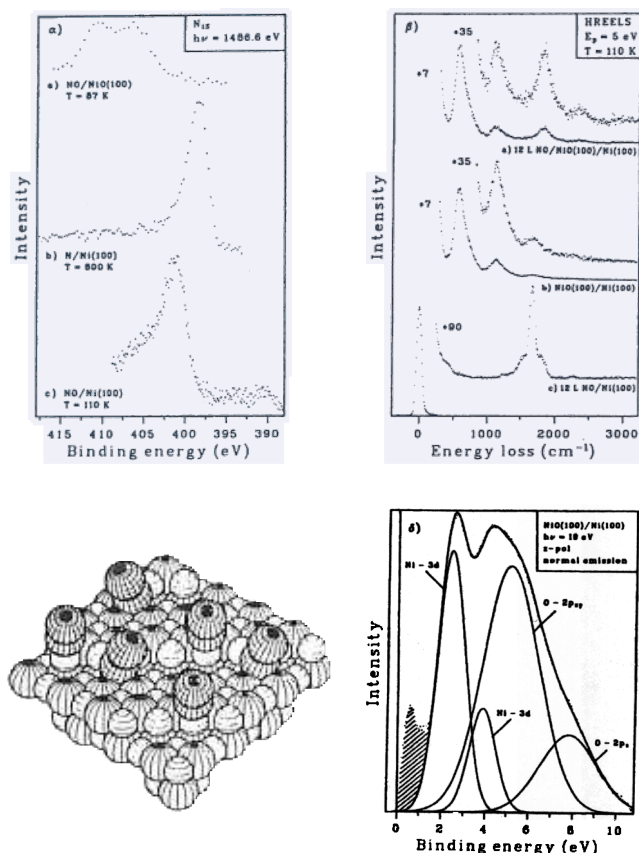 α)
N1s
hν = 1486.6 eV
a) NO/NiO(100)
T = 87 K
b) N/Ni(100)
T = 800 K
c) NO/Ni(100)
T = 110 K
Intensity
415 410 405 400 395 390
Binding energy (eV)
β)
HREELS
Ep = 5 eV
T = 110 K
*35
*7
a) 12 L NO/NiO(100)/Ni(100)
*35
*7
b) NiO(100)/Ni(100)
*90
c) 12 L NO/Ni(100)
Intensity
0 1000 2000 3000
Energy loss (cm⁻¹)
δ)
NiO(100)/Ni(100)
hν = 18 eV
z-pol
normal emission
Ni - 3d
O - 2pxy
Ni - 3d
O - 2pz
Intensity
0 2 4 6 8 10
Binding energy (eV)